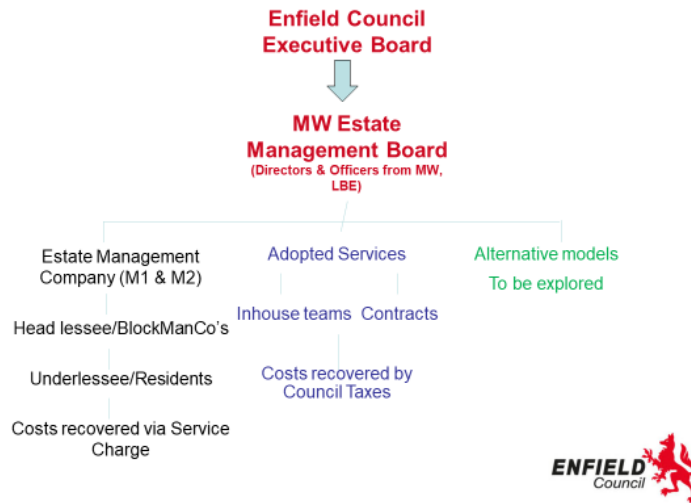 Enfield Council
Executive Board
MW Estate
Management Board
(Directors & Officers from MW,
LBE)
Estate Management
Company (M1 & M2)
Head lessee/BlockManCo's
Underlessee/Residents
Costs recovered via Service
Charge
Adopted Services
Inhouse teams
Contracts
Costs recovered by
Council Taxes
Alternative models
To be explored
ENFIELD
Council